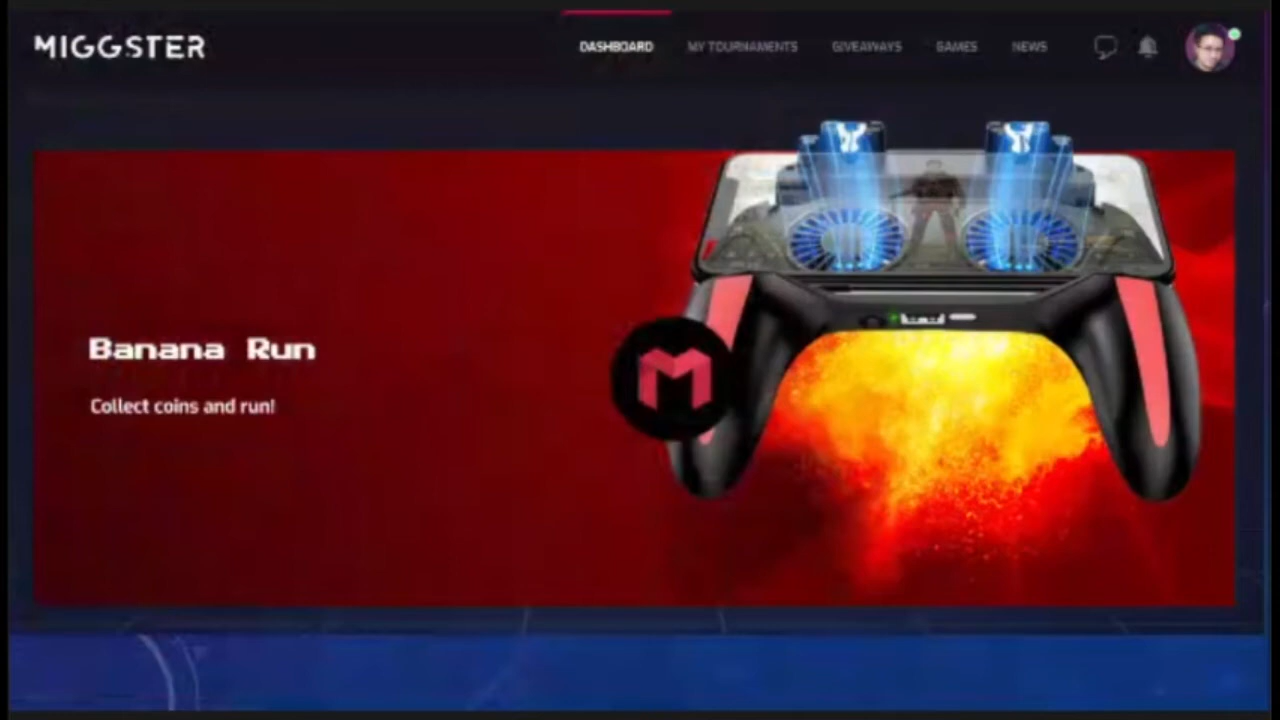 MIGGSTER
DASHBOARD MY TOURNAMENTS GIVEAWAYS GAMES NEWS
Banana Run
Collect coins and run!
M